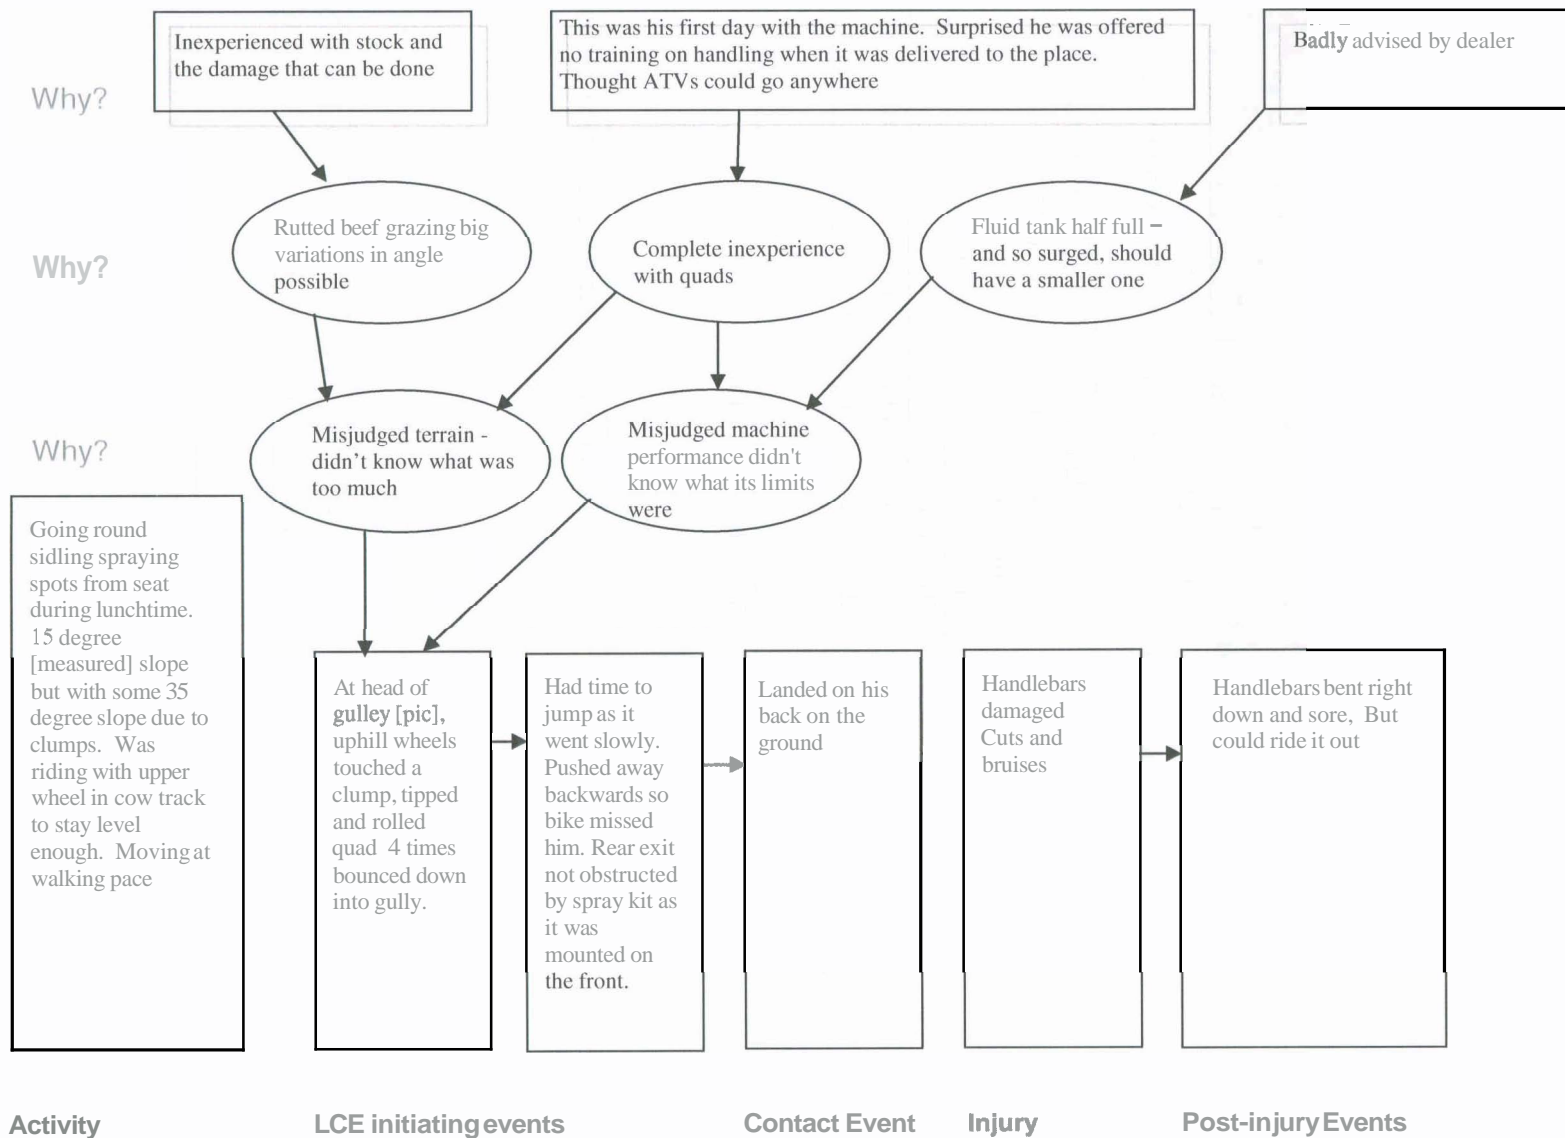 Inexperienced with stock and
the damage that can be done
This was his first day with the machine. Surprised he was offered
no training on handling when it was delivered to the place.
Thought ATVs could go anywhere
Badly advised by dealer
Why?
Rutted beef grazing big
variations in angle
possible
Complete inexperience
with quads
Fluid tank half full –
and so surged, should
have a smaller one
Why?
Misjudged terrain -
didn't know what was
too much
Misjudged machine
performance didn't
know what its limits
were
Why?
Going round
sidling spraying
spots from seat
during lunchtime.
15 degree
[measured] slope
but with some 35
degree slope due to
clumps. Was
riding with upper
wheel in cow track
to stay level
enough. Moving at
walking pace
At head of
gulley [pic],
uphill wheels
touched a
clump, tipped
and rolled
quad 4 times
bounced down
into gully.
Had time to
jump as it
went slowly.
Pushed away
backwards so
bike missed
him. Rear exit
not obstructed
by spray kit as
it was
mounted on
the front.
Landed on his
back on the
ground
Handlebars
damaged
Cuts and
bruises
Handlebars bent right
down and sore, But
could ride it out
Activity
LCE initiating events
Contact Event
Injury
Post-injury Events